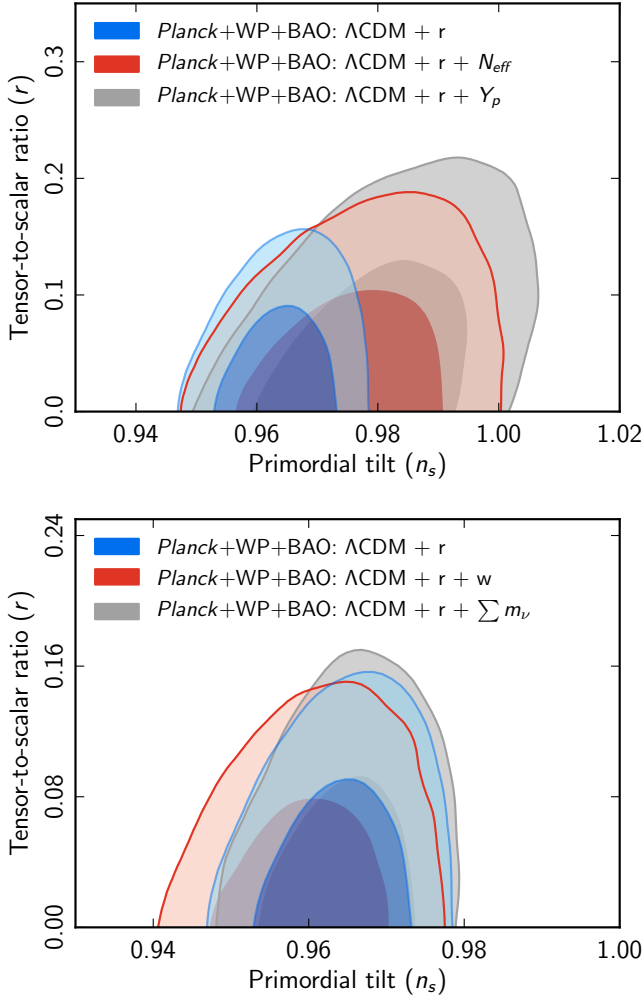 Planck+WP+BAO: ΛCDM + r
Planck+WP+BAO: ΛCDM + r + N_eff
Planck+WP+BAO: ΛCDM + r + Y_p
Tensor-to-scalar ratio (r)
0.3
0.2
0.1
0.0
0.94 0.96 0.98 1.00 1.02
Primordial tilt (n_s)
Planck+WP+BAO: ΛCDM + r
Planck+WP+BAO: ΛCDM + r + w
Planck+WP+BAO: ΛCDM + r + ∑ m_ν
Tensor-to-scalar ratio (r)
0.24
0.16
0.08
0.00
0.94 0.96 0.98 1.00
Primordial tilt (n_s)